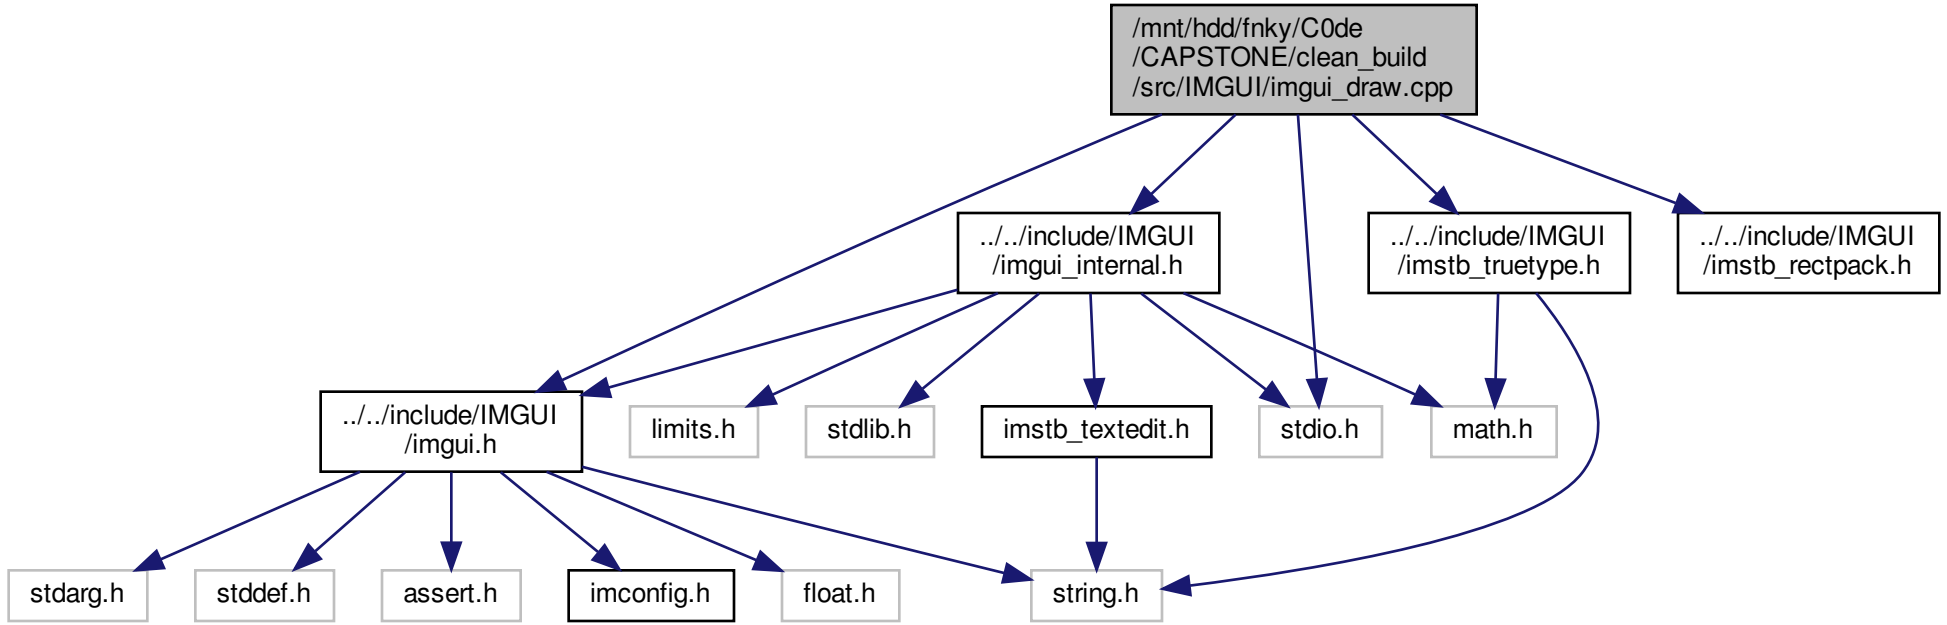 /mnt/hdd/fnky/C0de
/CAPSTONE/clean_build
/src/IMGUI/imgui_draw.cpp
../../include/IMGUI
/imgui_internal.h
../../include/IMGUI
/imstb_truetype.h
../../include/IMGUI
/imstb_rectpack.h
../../include/IMGUI
/imgui.h
limits.h
stdlib.h
imstb_textedit.h
stdio.h
math.h
stdarg.h
stddef.h
assert.h
imconfig.h
float.h
string.h